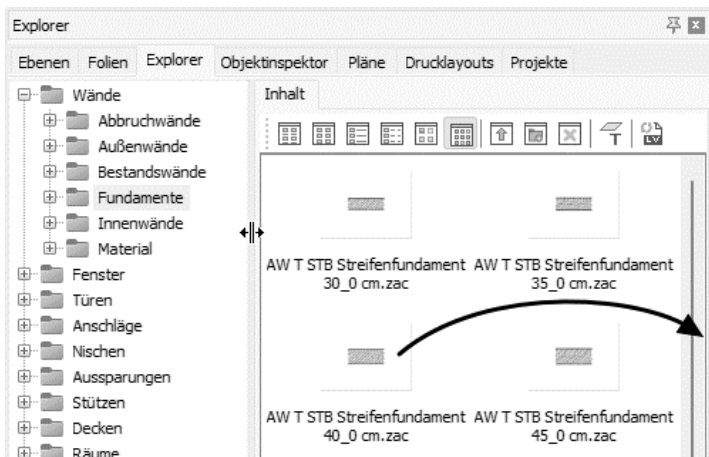 Explorer
Ebenen Folien Explorer Objektinspektor Pläne Drucklayouts Projekte
Wände
Abbruchwände
Außenwände
Bestandswände
Fundamente
Innenwände
Material
Fenster
Türen
Anschläge
Nischen
Aussparungen
Stützen
Decken
Räume
Inhalt
T LV
AW T STB Streifenfundament
30_0 cm.zac
AW T STB Streifenfundament
35_0 cm.zac
AW T STB Streifenfundament
40_0 cm.zac
AW T STB Streifenfundament
45_0 cm.zac